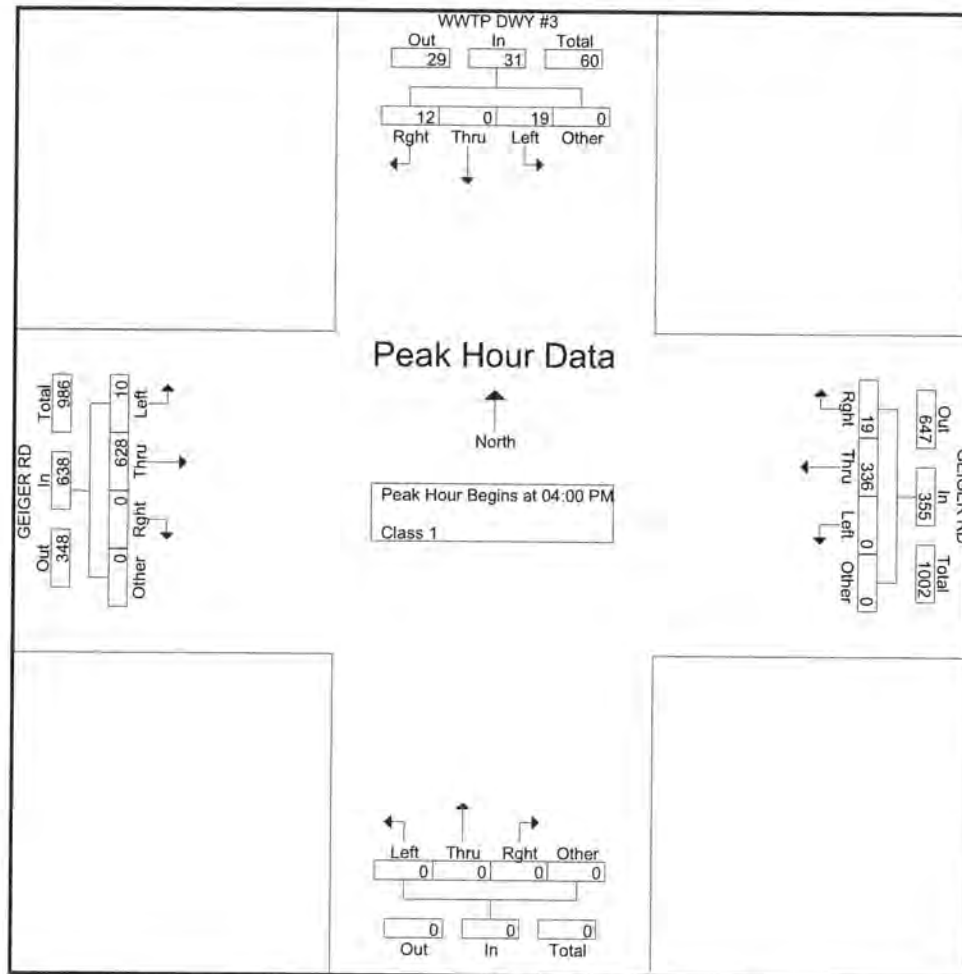 WWTP DWY #3
Out In Total
29 31 60
12 0 19 0
Rght Thru Left Other
Peak Hour Data
North
Peak Hour Begins at 04:00 PM
Class 1
GEIGER RD
Out In Total
348 638 986
10 628 0 0
Left Thru Rght Other
GEIGER RD
Out In Total
647 355 1002
19 336 0 0
Rght Thru Left Other
Left Thru Rght Other
0 0 0 0
0 0 0
Out In Total